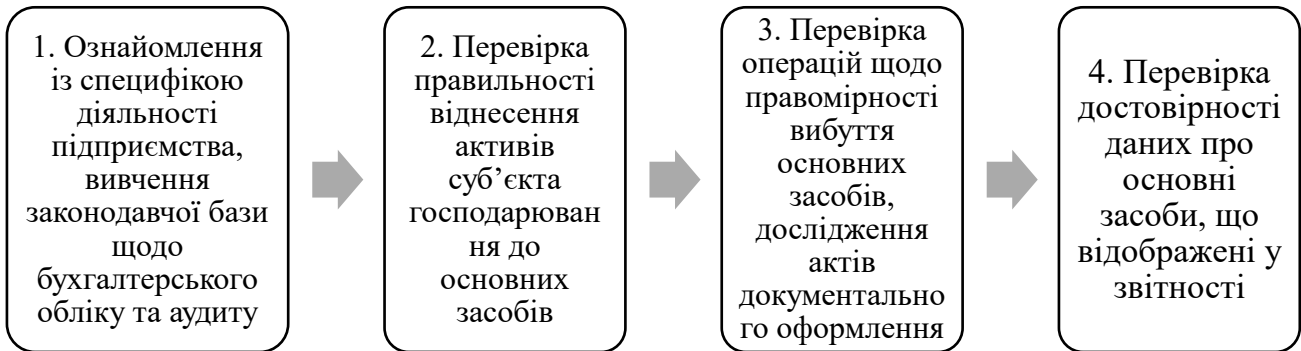 1. Ознайомлення
із специфікою
діяльності
підприємства,
вивчення
законодавчої бази
щодо
бухгалтерського
обліку та аудиту
2. Перевірка
правильності
віднесення
активів
суб’єкта
господарюван
ня до
основних
засобів
3. Перевірка
операцій щодо
правомірності
вибуття
основних
засобів,
дослідження
актів
документально
го оформлення
4. Перевірка
достовірності
даних про
основні
засоби, що
відображені у
звітності